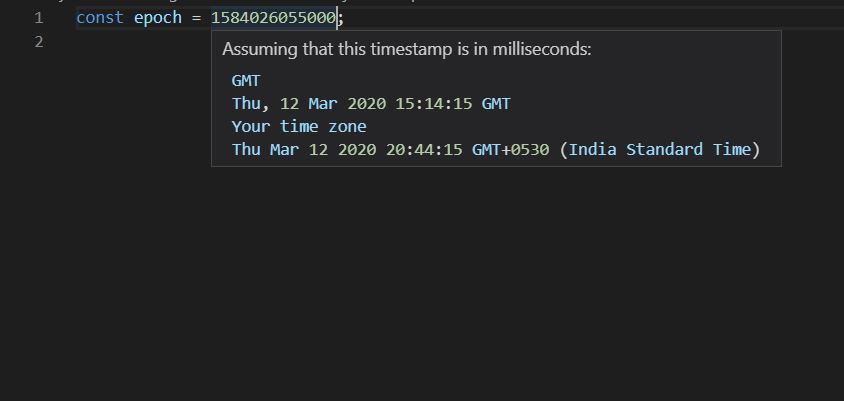 1 const epoch = 1584026055000;
2
Assuming that this timestamp is in milliseconds:
GMT
Thu, 12 Mar 2020 15:14:15 GMT
Your time zone
Thu Mar 12 2020 20:44:15 GMT+0530 (India Standard Time)